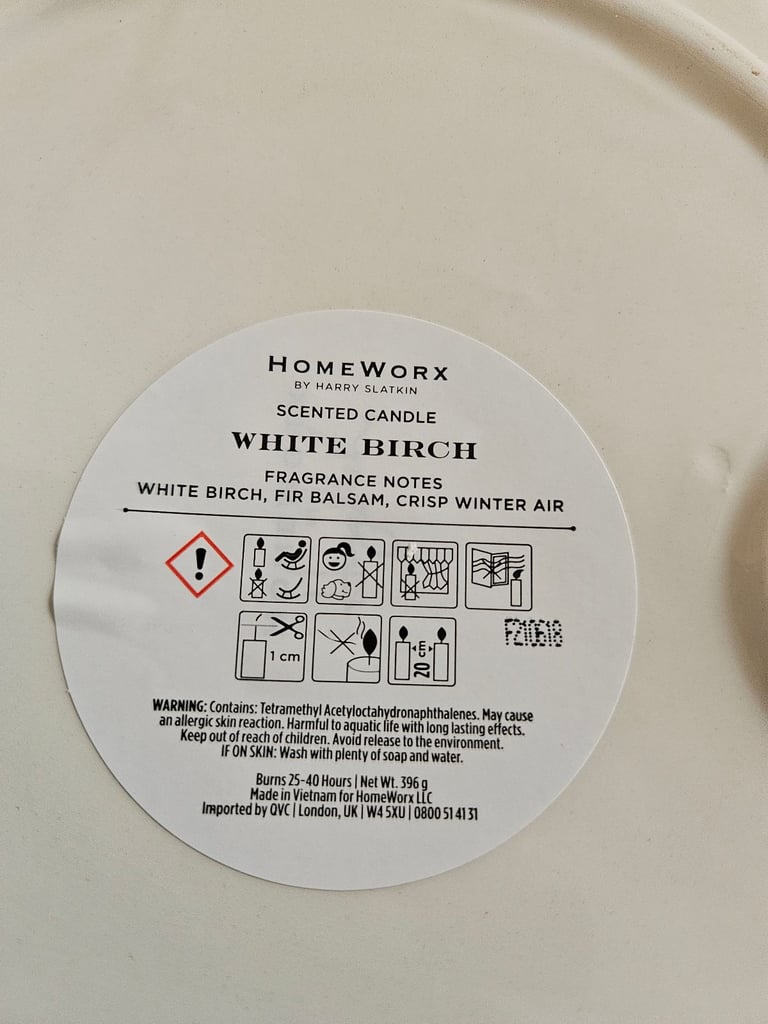 HOMEWORX
BY HARRY SLATKIN
SCENTED CANDLE
WHITE BIRCH
FRAGRANCE NOTES
WHITE BIRCH, FIR BALSAM, CRISP WINTER AIR
1 cm
20 cm
F210618
WARNING: Contains: Tetramethyl Acetyloctahydronaphthalenes. May cause
an allergic skin reaction. Harmful to aquatic life with long lasting effects.
Keep out of reach of children. Avoid release to the environment.
IF ON SKIN: Wash with plenty of soap and water.
Burns 25-40 Hours | Net Wt. 396 g
Made in Vietnam for HomeWorx LLC
Imported by QVC | London, UK | W4 5XU | 0800 51 41 31